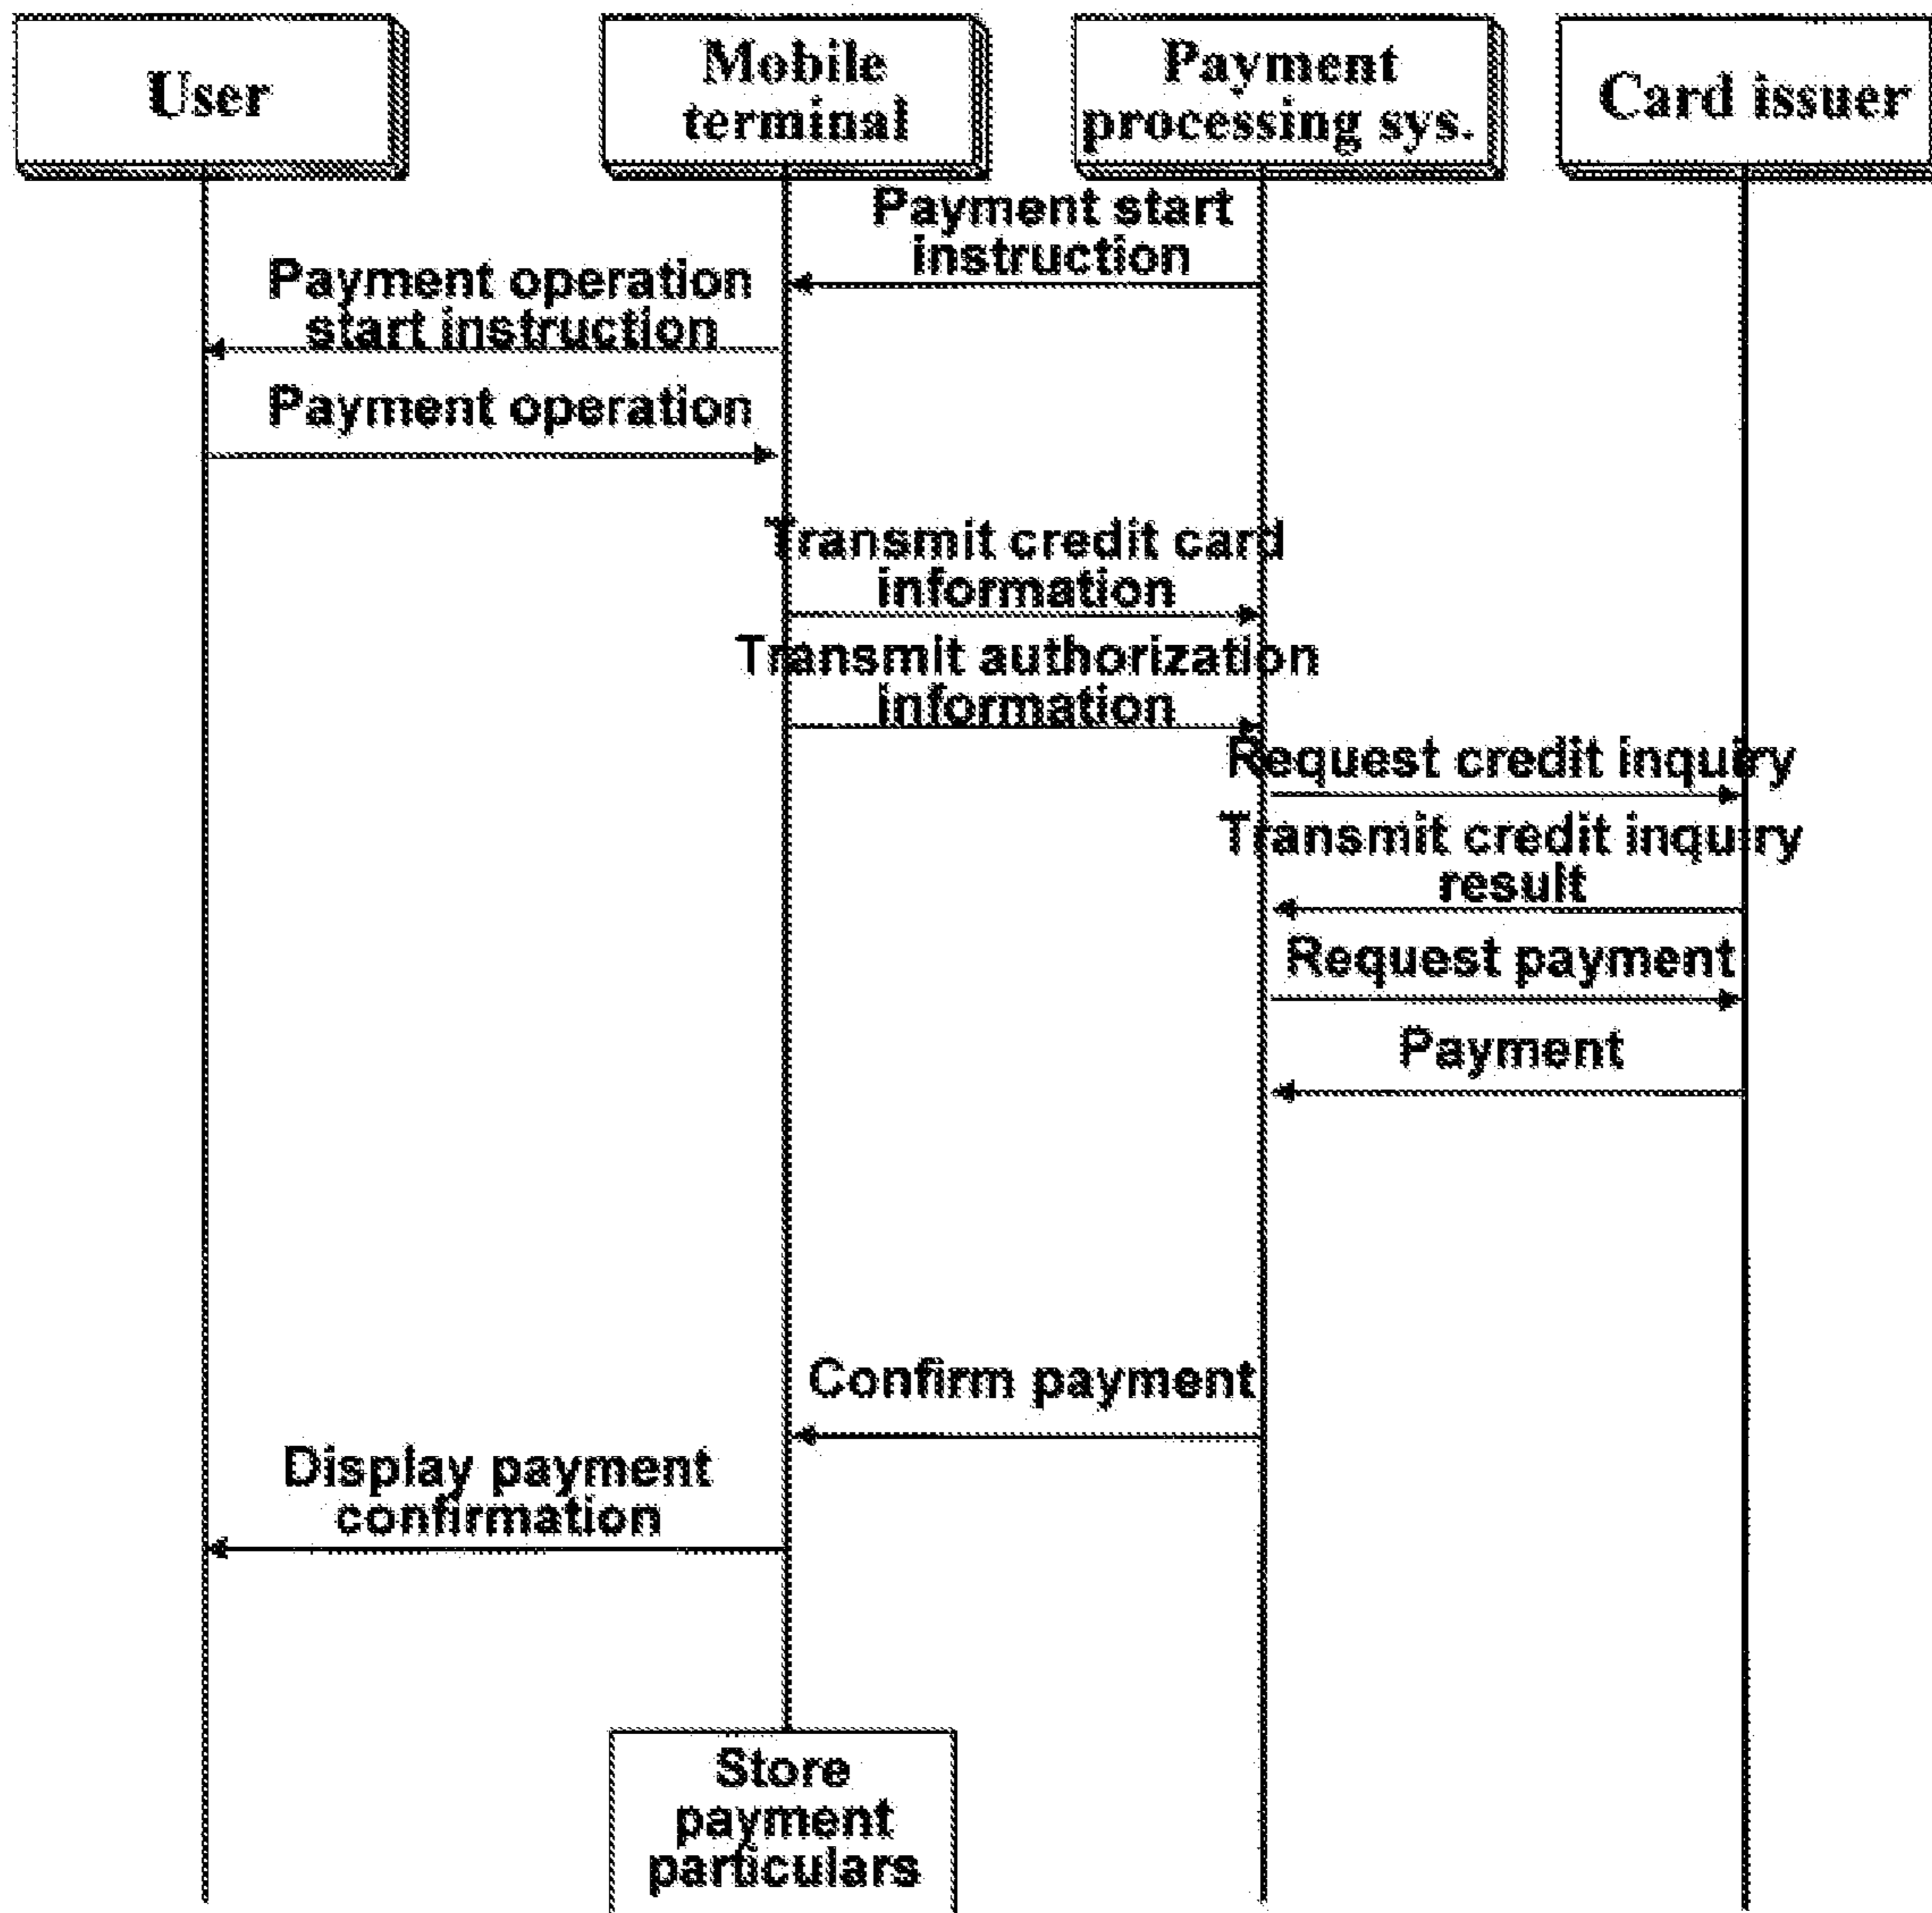 User
Mobile
terminal
Payment
processing sys.
Card issuer
Payment start
instruction
Payment operation
start instruction
Payment operation
Transmit credit card
information
Transmit authorization
information
Request credit inquiry
Transmit credit inquiry
result
Request payment
Payment
Confirm payment
Display payment
confirmation
Store
payment
particulars